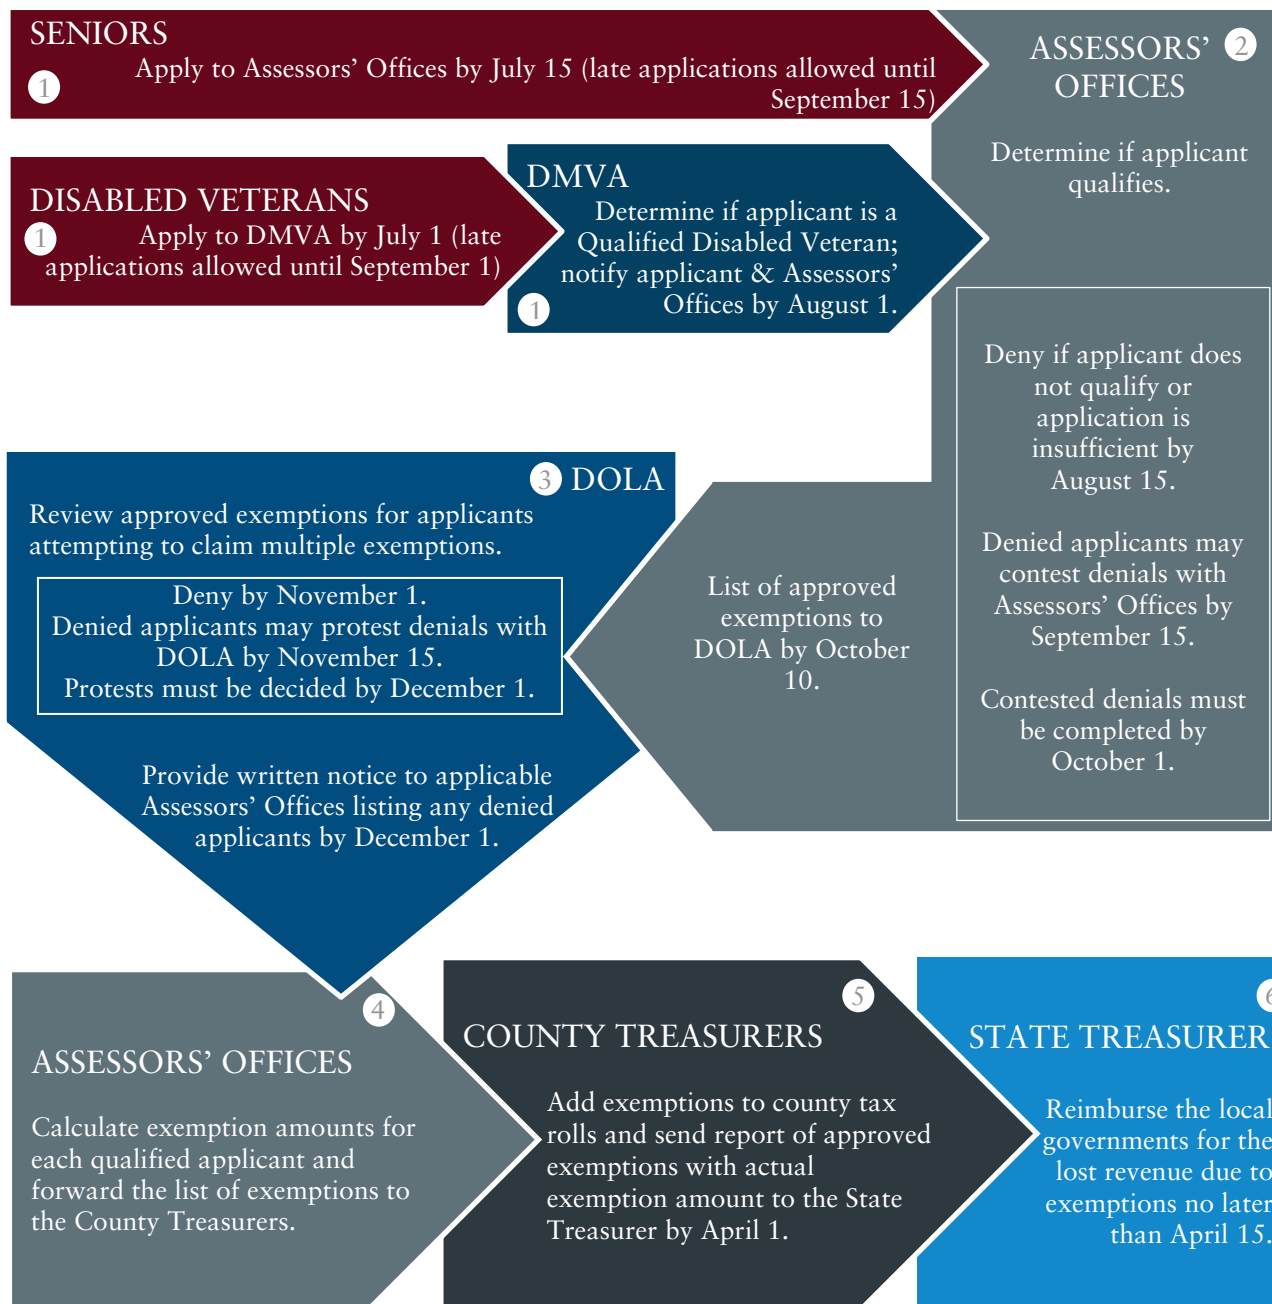 SENIORS
1
Apply to Assessors' Offices by July 15 (late applications allowed until
September 15)
DISABLED VETERANS
1
Apply to DMVA by July 1 (late
applications allowed until September 1)
DMVA
Determine if applicant is a
Qualified Disabled Veteran;
notify applicant & Assessors'
Offices by August 1.
1
ASSESSORS' 2
OFFICES
Determine if applicant
qualifies.
Deny if applicant does
not qualify or
application is
insufficient by
August 15.
Denied applicants may
contest denials with
Assessors' Offices by
September 15.
Contested denials must
be completed by
October 1.
List of approved
exemptions to
DOLA by October
10.
3 DOLA
Review approved exemptions for applicants
attempting to claim multiple exemptions.
Deny by November 1.
Denied applicants may protest denials with
DOLA by November 15.
Protests must be decided by December 1.
Provide written notice to applicable
Assessors' Offices listing any denied
applicants by December 1.
4
ASSESSORS' OFFICES
Calculate exemption amounts for
each qualified applicant and
forward the list of exemptions to
the County Treasurers.
5
COUNTY TREASURERS
Add exemptions to county tax
rolls and send report of approved
exemptions with actual
exemption amount to the State
Treasurer by April 1.
6
STATE TREASURER
Reimburse the local
governments for the
lost revenue due to
exemptions no later
than April 15.